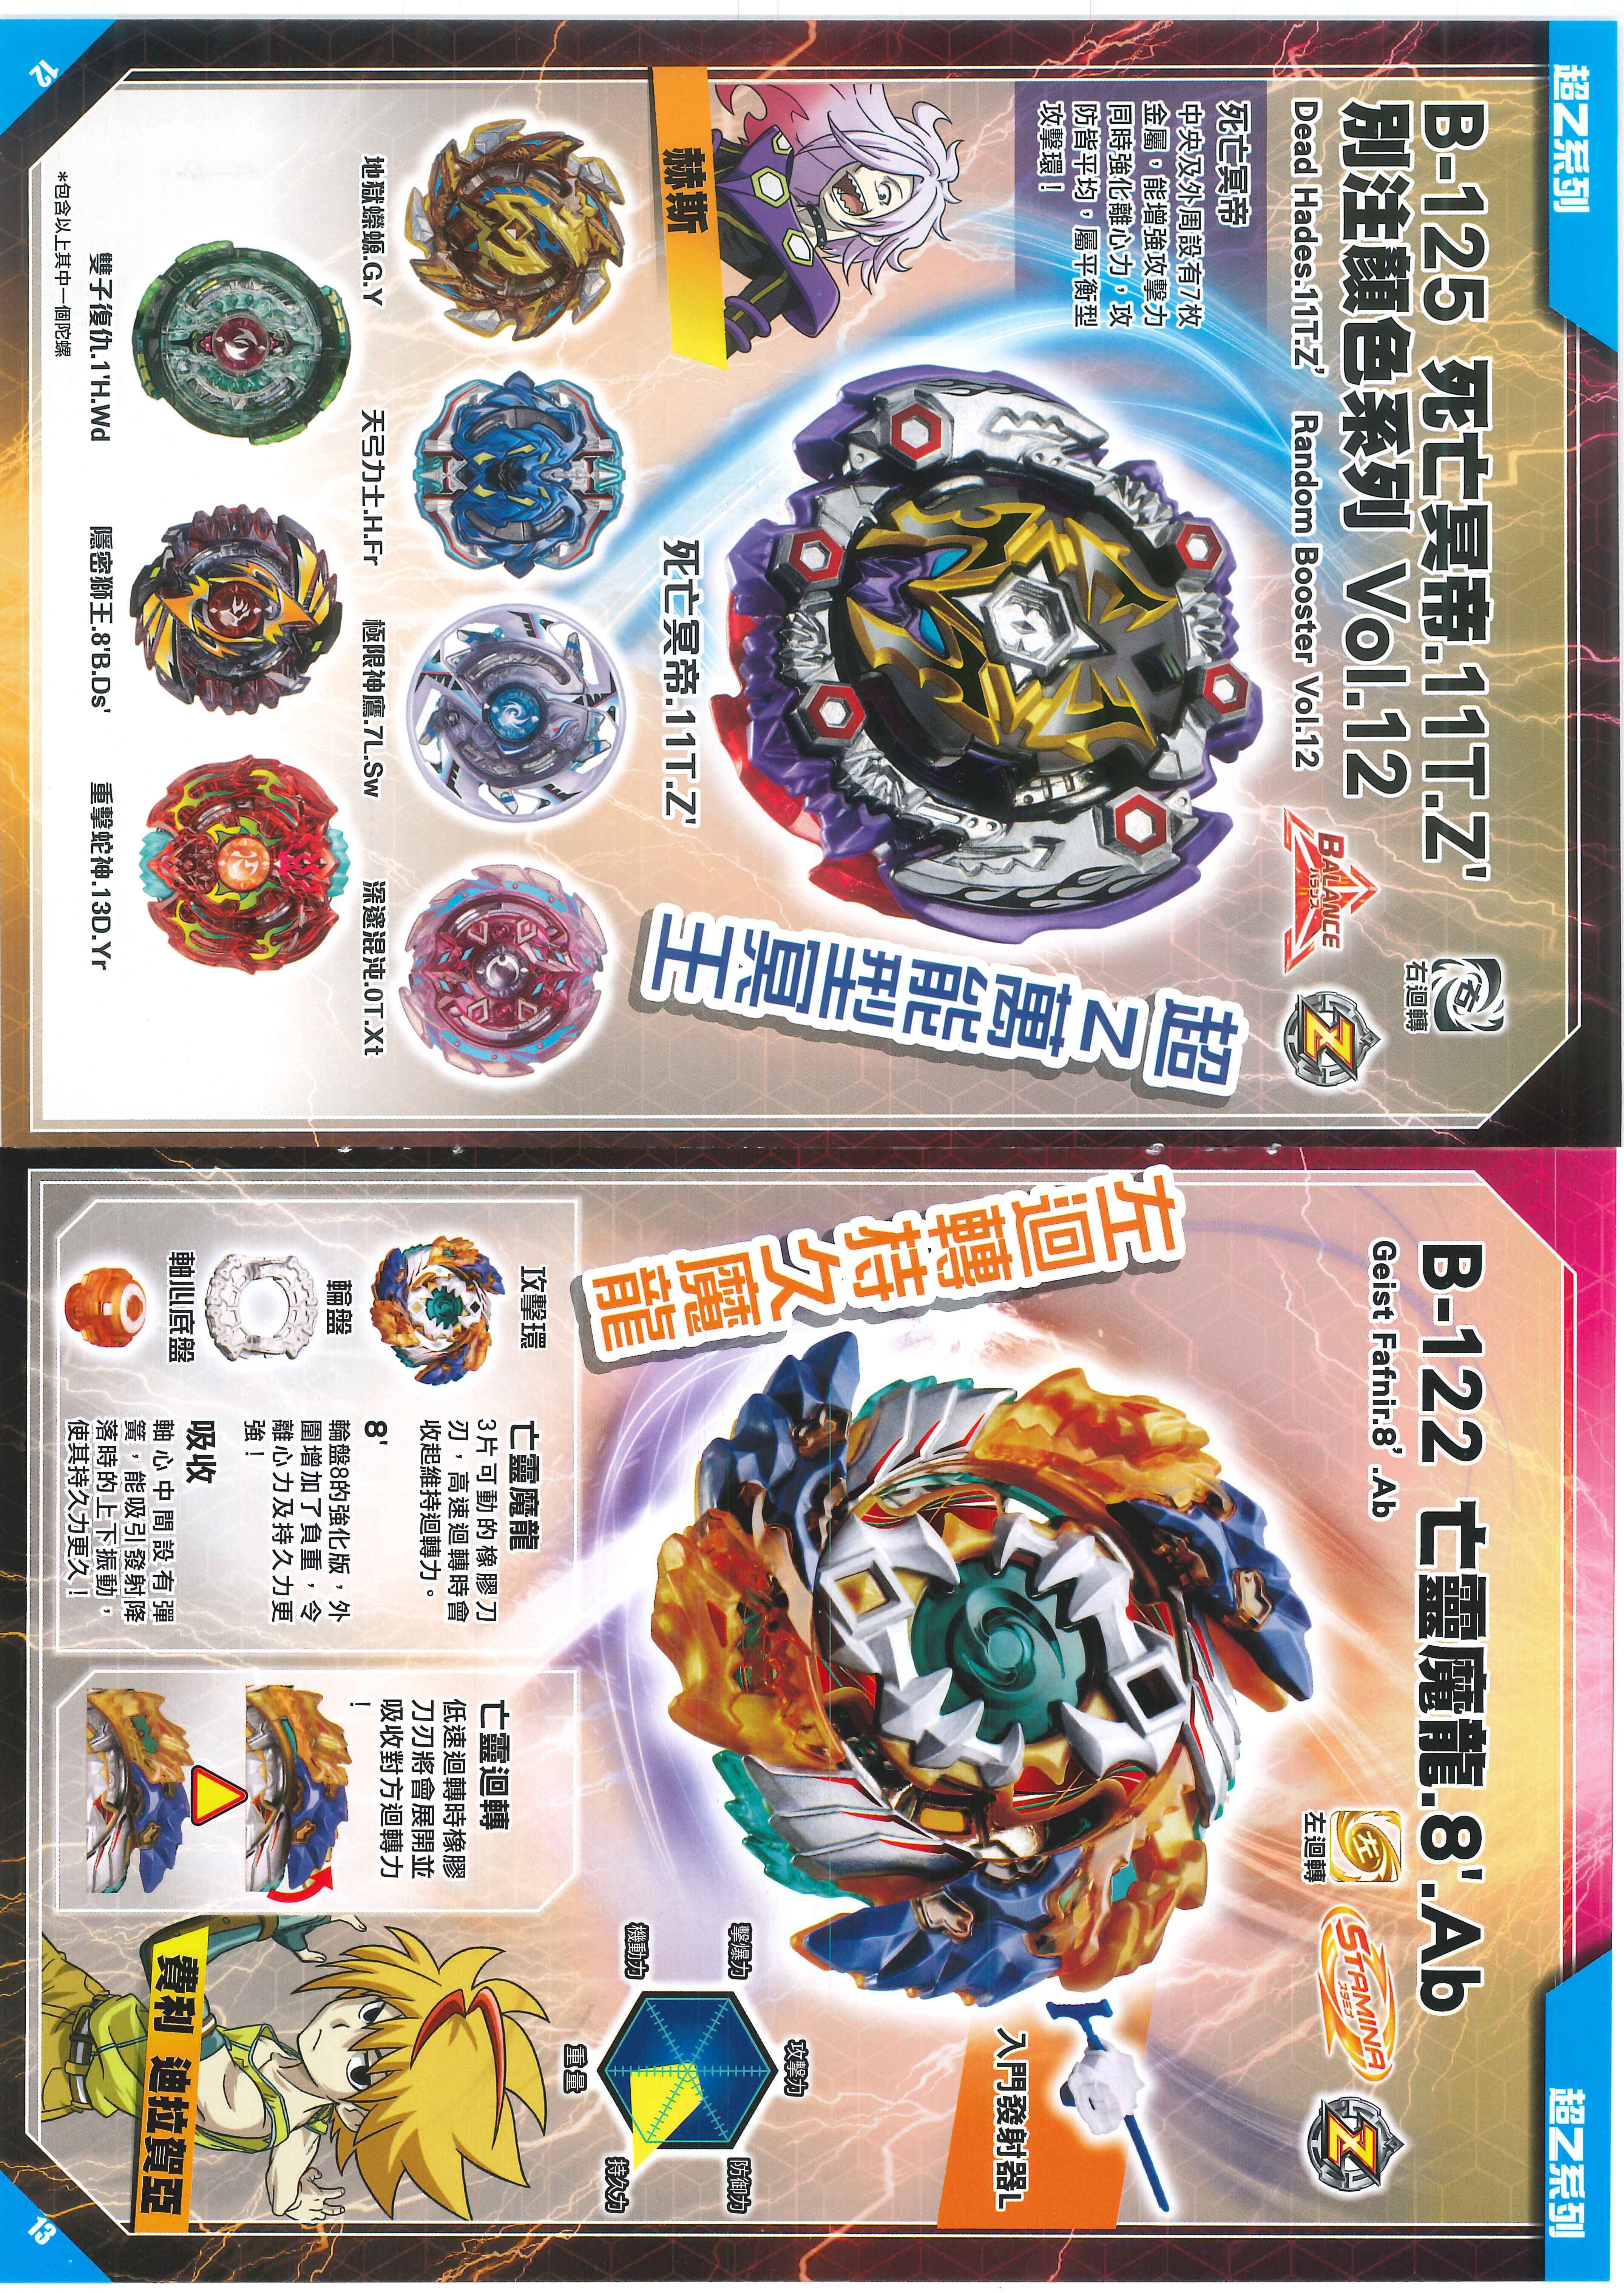 超Z系列
B-125 死亡冥帝.11T.Z'
別注顏色系列 Vol.12
Dead Hades.11T.Z’ Random Booster Vol.12
右
右迴轉
BALANCE
バランス
Z
死亡冥帝
中央及外周設有7枚
金屬，能增強攻擊力
同時強化離心力，攻
防皆平均，屬平衡型
攻擊環！
超Z萬能型冥王
赫斯
死亡冥帝.11T.Z'
地獄蠑螈.G.Y
天弓力士.H.Fr
極限神鷹.7L.Sw
深邃混沌.0T.Xt
雙子復仇.1'H.Wd
隱密獅王.8'B.Ds'
重擊蛇神.13D.Yr
*包含以上其中一個陀螺
12
超Z系列
B-122 亡靈魔龍.8'.Ab
Geist Fafnir.8’.Ab
左
左迴轉
STAMINA
スタミナ
Z
左迴轉持久魔龍
入門發射器L
攻擊力
擊爆力
防御力
機動力
持久力
重量
攻擊環
亡靈魔龍
3片可動的橡膠刀
刃，高速迴轉時會
收起維持迴轉力。
輪盤
8'
輪盤8的強化版，外
圍增加了負重，令
離心力及持久力更
強！
軸心底盤
吸收
軸心中間設有彈
簧，能吸引發射降
落時的上下振動，
使其持久力更久！
亡靈迴轉
低速迴轉時橡膠
刀刃將會展開並
吸收對方迴轉力
！
費利 迪拉賀亞
13